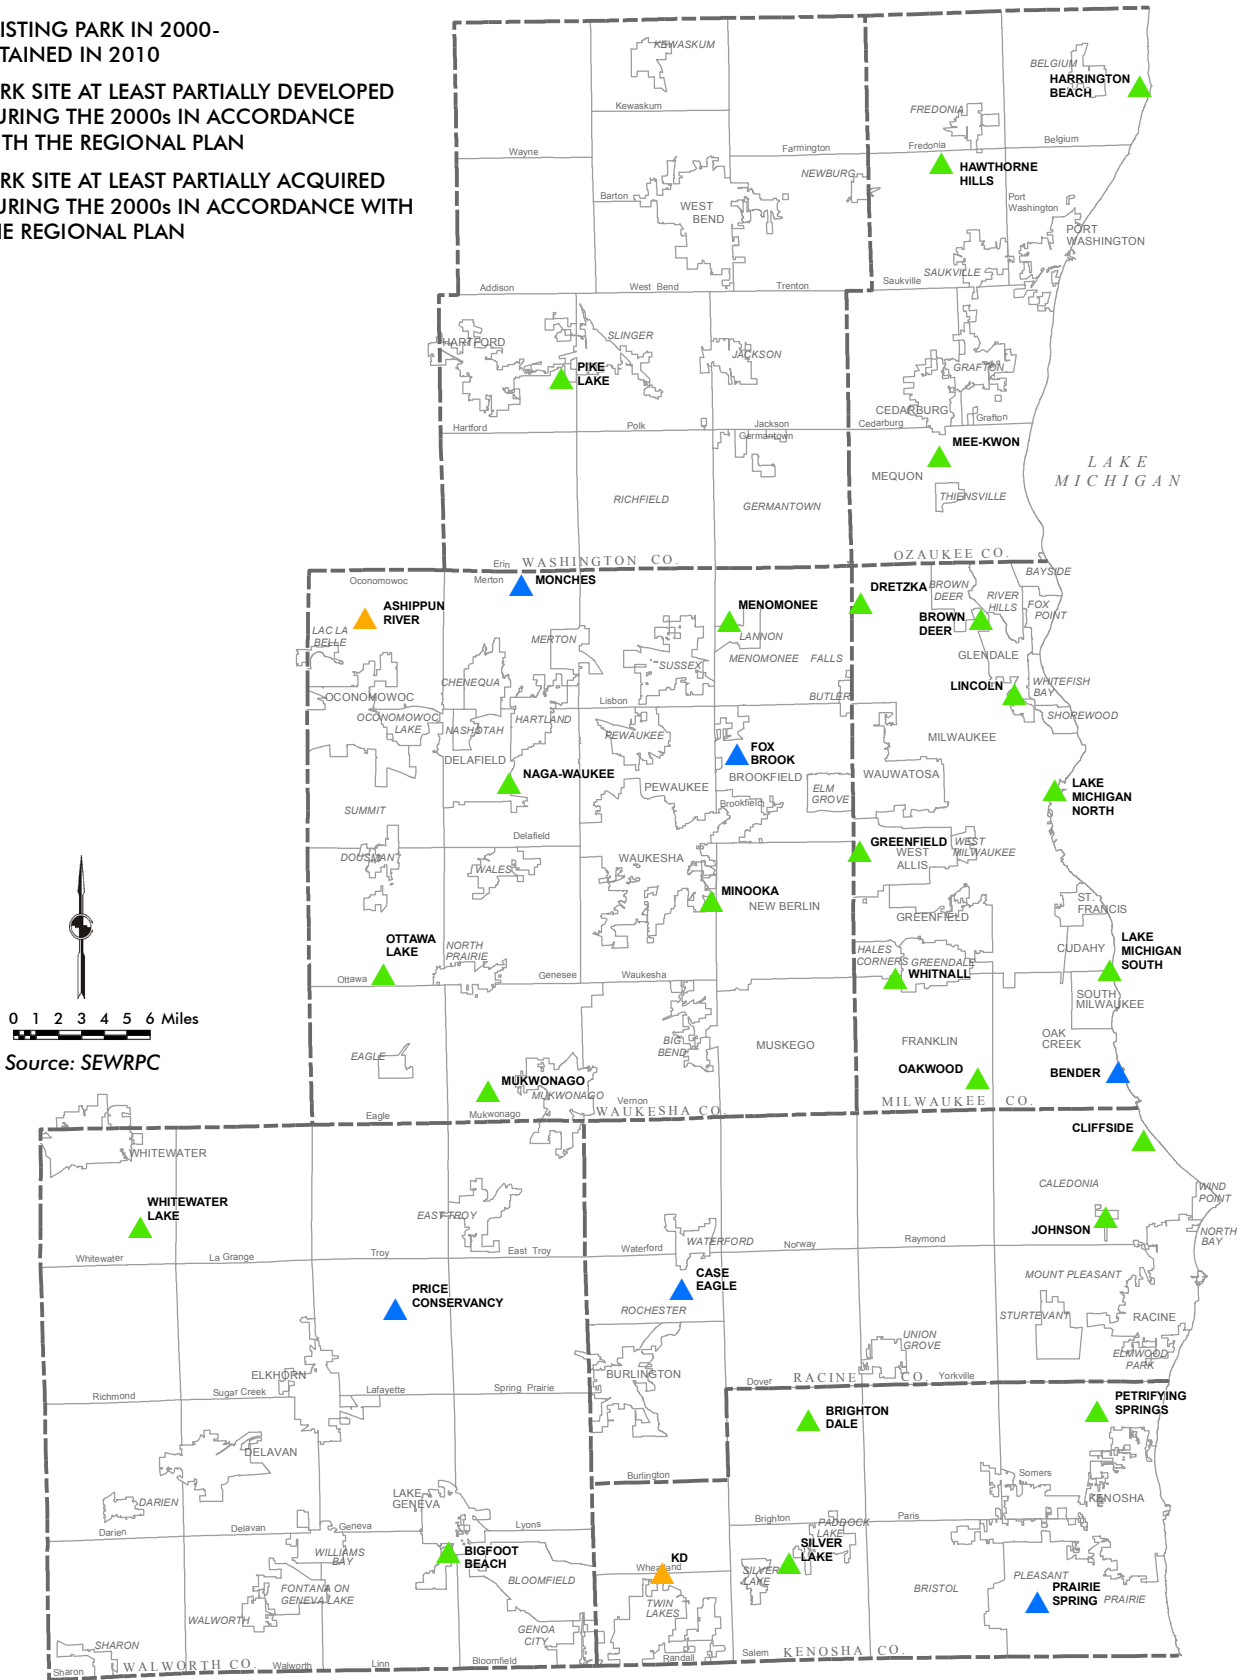 ISTING PARK IN 2000-
TAINED IN 2010
RK SITE AT LEAST PARTIALLY DEVELOPED
URING THE 2000s IN ACCORDANCE
TH THE REGIONAL PLAN
RK SITE AT LEAST PARTIALLY ACQUIRED
URING THE 2000s IN ACCORDANCE WITH
E REGIONAL PLAN
KEWASKUM
BELGIUM
HARRINGTON
BEACH
Kewaskum
FREDONIA
Wayne
Farmington
Fredonia
Belgium
HAWTHORNE
HILLS
NEWBURG
Barton
WEST
BEND
Port
Washington
PORT
WASHINGTON
SAUKVILLE
Saukville
Addison
West Bend
Trenton
HARTFORD
SLINGER
JACKSON
PIKE
LAKE
GRAFTON
CEDARBURG
Grafton
Hartford
Polk
Jackson
Germantown
Cedarburg
MEE-KWON
LAKE
MICHIGAN
MEQUON
THIENSVILLE
RICHFIELD
GERMANTOWN
Erin
WASHINGTON CO.
OZAUKEE CO.
Oconomowoc
Merton
MONCHES
BAYSIDE
DRETZKA
BROWN
DEER
RIVER
HILLS
FOX
POINT
ASHIPPUN
RIVER
MENOMONEE
BROWN
DEER
LAC LA
BELLE
MERTON
LANNON
GLENDALE
SUSSEX
MENOMONEE FALLS
CHENEQUA
LINCOLN
WHITEFISH
BAY
OCONOMOWOC
BUTLER
Lisbon
OCONOMOWOC
LAKE
NASHOTAH
HARTLAND
SHOREWOOD
PEWAUKEE
MILWAUKEE
FOX
BROOK
DELAFIELD
NAGA-WAUKEE
BROOKFIELD
WAUWATOSA
PEWAUKEE
ELM
GROVE
LAKE
MICHIGAN
NORTH
Brookfield
SUMMIT
Delafield
GREENFIELD
WEST
ALLIS
WEST
MILWAUKEE
DOUSMAN
WALES
WAUKESHA
MINOOKA
NEW BERLIN
ST.
FRANCIS
GREENFIELD
OTTAWA
LAKE
NORTH
PRAIRIE
HALES
CORNERS
GREENDALE
CUDAHY
LAKE
MICHIGAN
SOUTH
Ottawa
Genesee
Waukesha
WHITNALL
SOUTH
MILWAUKEE
0 1 2 3 4 5 6 Miles
Source: SEWRPC
EAGLE
BIG
BEND
MUSKEGO
FRANKLIN
OAK
CREEK
OAKWOOD
BENDER
MUKWONAGO
MUKWONAGO
Vernon
Eagle
Mukwonago
WAUKESHA CO.
MILWAUKEE CO.
CLIFFSIDE
WHITEWATER
CALEDONIA
WIND
POINT
WHITEWATER
LAKE
EAST TROY
JOHNSON
NORTH
BAY
Whitewater
La Grange
Troy
East Troy
Waterford
WATERFORD
Norway
Raymond
CASE
EAGLE
MOUNT PLEASANT
PRICE
CONSERVANCY
ROCHESTER
STURTEVANT
RACINE
UNION
GROVE
ELMWOOD
PARK
ELKHORN
BURLINGTON
Richmond
Sugar Creek
Lafayette
Spring Prairie
Dover
RACINE CO.
Yorkville
PETRIFYING
SPRINGS
BRIGHTON
DALE
DELAVAN
Burlington
Somers
LAKE
GENEVA
KENOSHA
DARIEN
Darien
Delavan
Geneva
Lyons
Brighton
PADDOCK
LAKE
Paris
WILLIAMS
BAY
BIGFOOT
BEACH
KD
SILVER
LAKE
Wheatland
SILVER
LAKE
BLOOMFIELD
FONTANA ON
GENEVA LAKE
TWIN
LAKES
BRISTOL
PLEASANT
PRAIRIE
SPRING
PRAIRIE
WALWORTH
GENOA
CITY
SHARON
Sharon
WALWORTH CO.
Walworth
Linn
Bloomfield
Randall
Salem
KENOSHA CO.